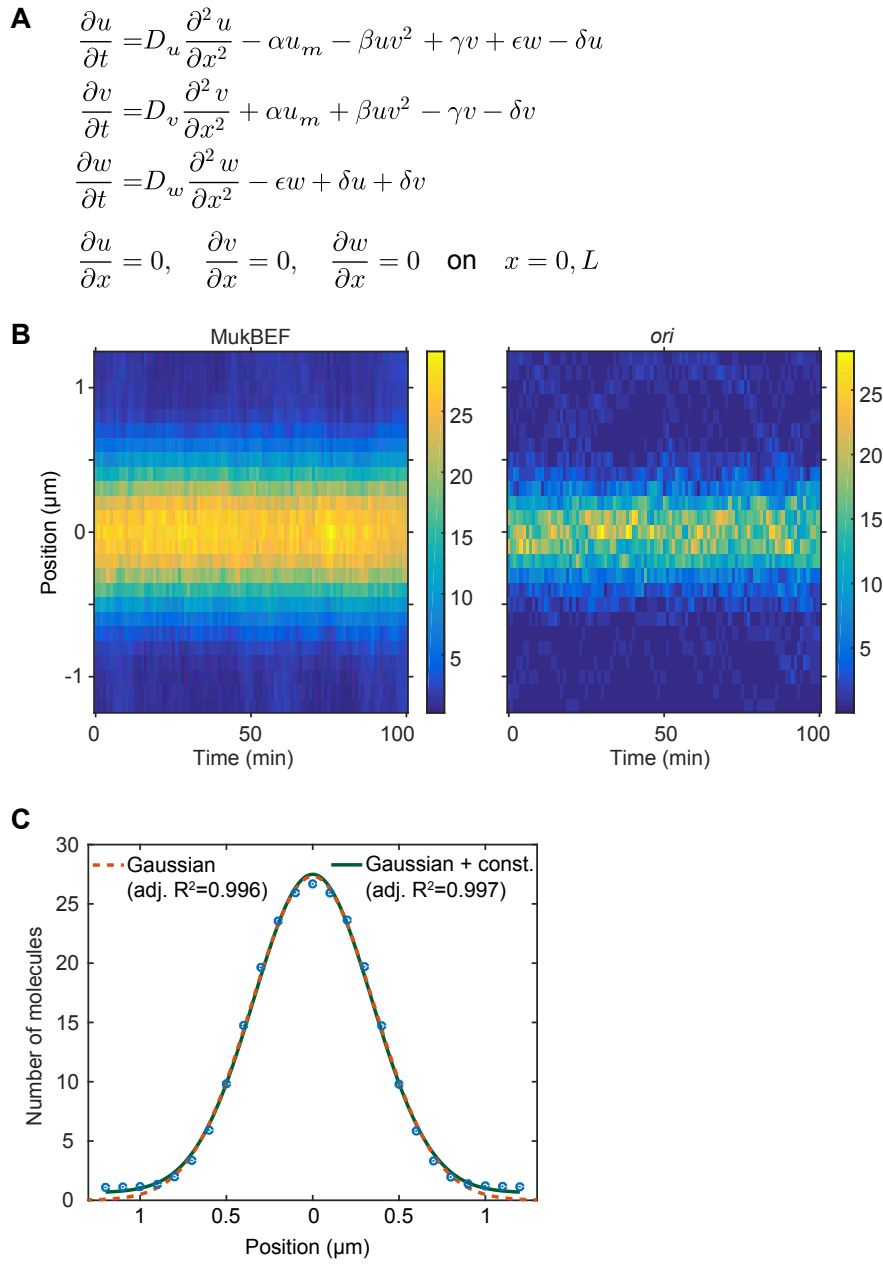 A
∂u/∂t = D_u ∂²u/∂x² − αu_m − βuv² + γv + ϵw − δu
∂v/∂t = D_v ∂²v/∂x² + αu_m + βuv² − γv − δv
∂w/∂t = D_w ∂²w/∂x² − ϵw + δu + δv
∂u/∂x = 0, ∂v/∂x = 0, ∂w/∂x = 0 on x = 0, L
B
MukBEF
ori
Position (µm)
1
0
-1
25
20
15
10
5
25
20
15
10
5
0 50 100
0 50 100
Time (min)
Time (min)
C
Number of molecules
30
25
20
15
10
5
0
Gaussian
(adj. R²=0.996)
Gaussian + const.
(adj. R²=0.997)
1 0.5 0 0.5 1
Position (µm)